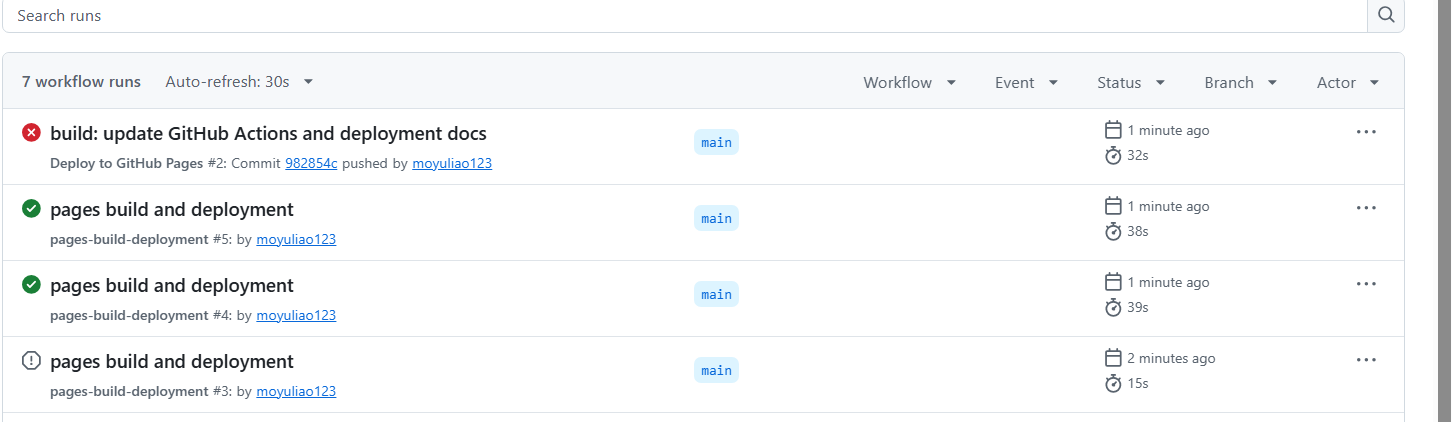 Search runs
7 workflow runs Auto-refresh: 30s Workflow Event Status Branch Actor
build: update GitHub Actions and deployment docs
Deploy to GitHub Pages #2: Commit 982854c pushed by moyuliao123
main
1 minute ago
32s
pages build and deployment
pages-build-deployment #5: by moyuliao123
main
1 minute ago
38s
pages build and deployment
pages-build-deployment #4: by moyuliao123
main
1 minute ago
39s
pages build and deployment
pages-build-deployment #3: by moyuliao123
main
2 minutes ago
15s